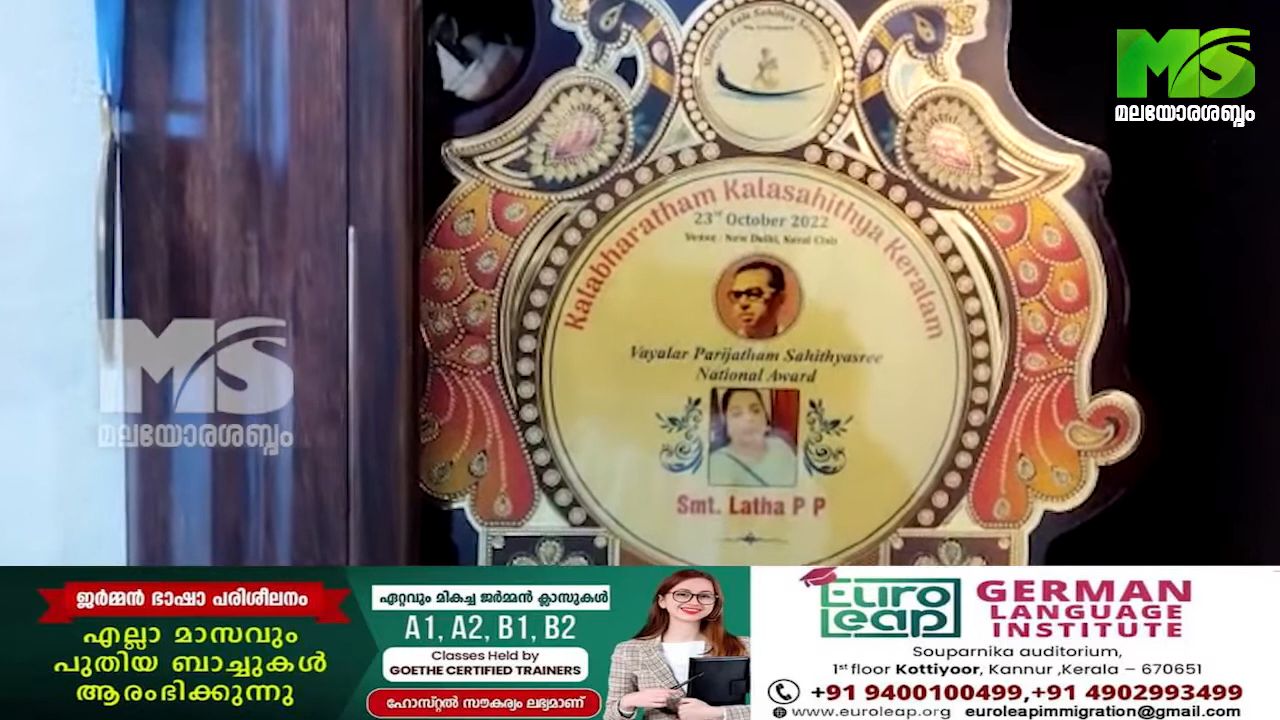 MS
മലയോരശബ്ദം
Malayala Kala Sahithya
Kalabharatham Kalasahithya Keralam
23rd October 2022
Venue : New Delhi, Keral Club
Vayalar Parijatham Sahithyasree
National Award
Smt. Latha P P
MS
മലയോരശബ്ദം
ജർമ്മൻ ഭാഷാ പരിശീലനം
എല്ലാ മാസവും
പുതിയ ബാച്ചുകൾ
ആരംഭിക്കുന്നു
ഏറ്റവും മികച്ച ജർമ്മൻ ക്ലാസുകൾ
A1, A2, B1, B2
Classes Held by
GOETHE CERTIFIED TRAINERS
ഹോസ്റ്റൽ സൗകര്യം ലഭ്യമാണ്
Euro
leap
GERMAN
LANGUAGE
INSTITUTE
Souparnika auditorium,
1st floor Kottiyoor, Kannur ,Kerala – 670651
+91 9400100499,+91 4902993499
www.euroleap.org euroleapimmigration@gmail.com